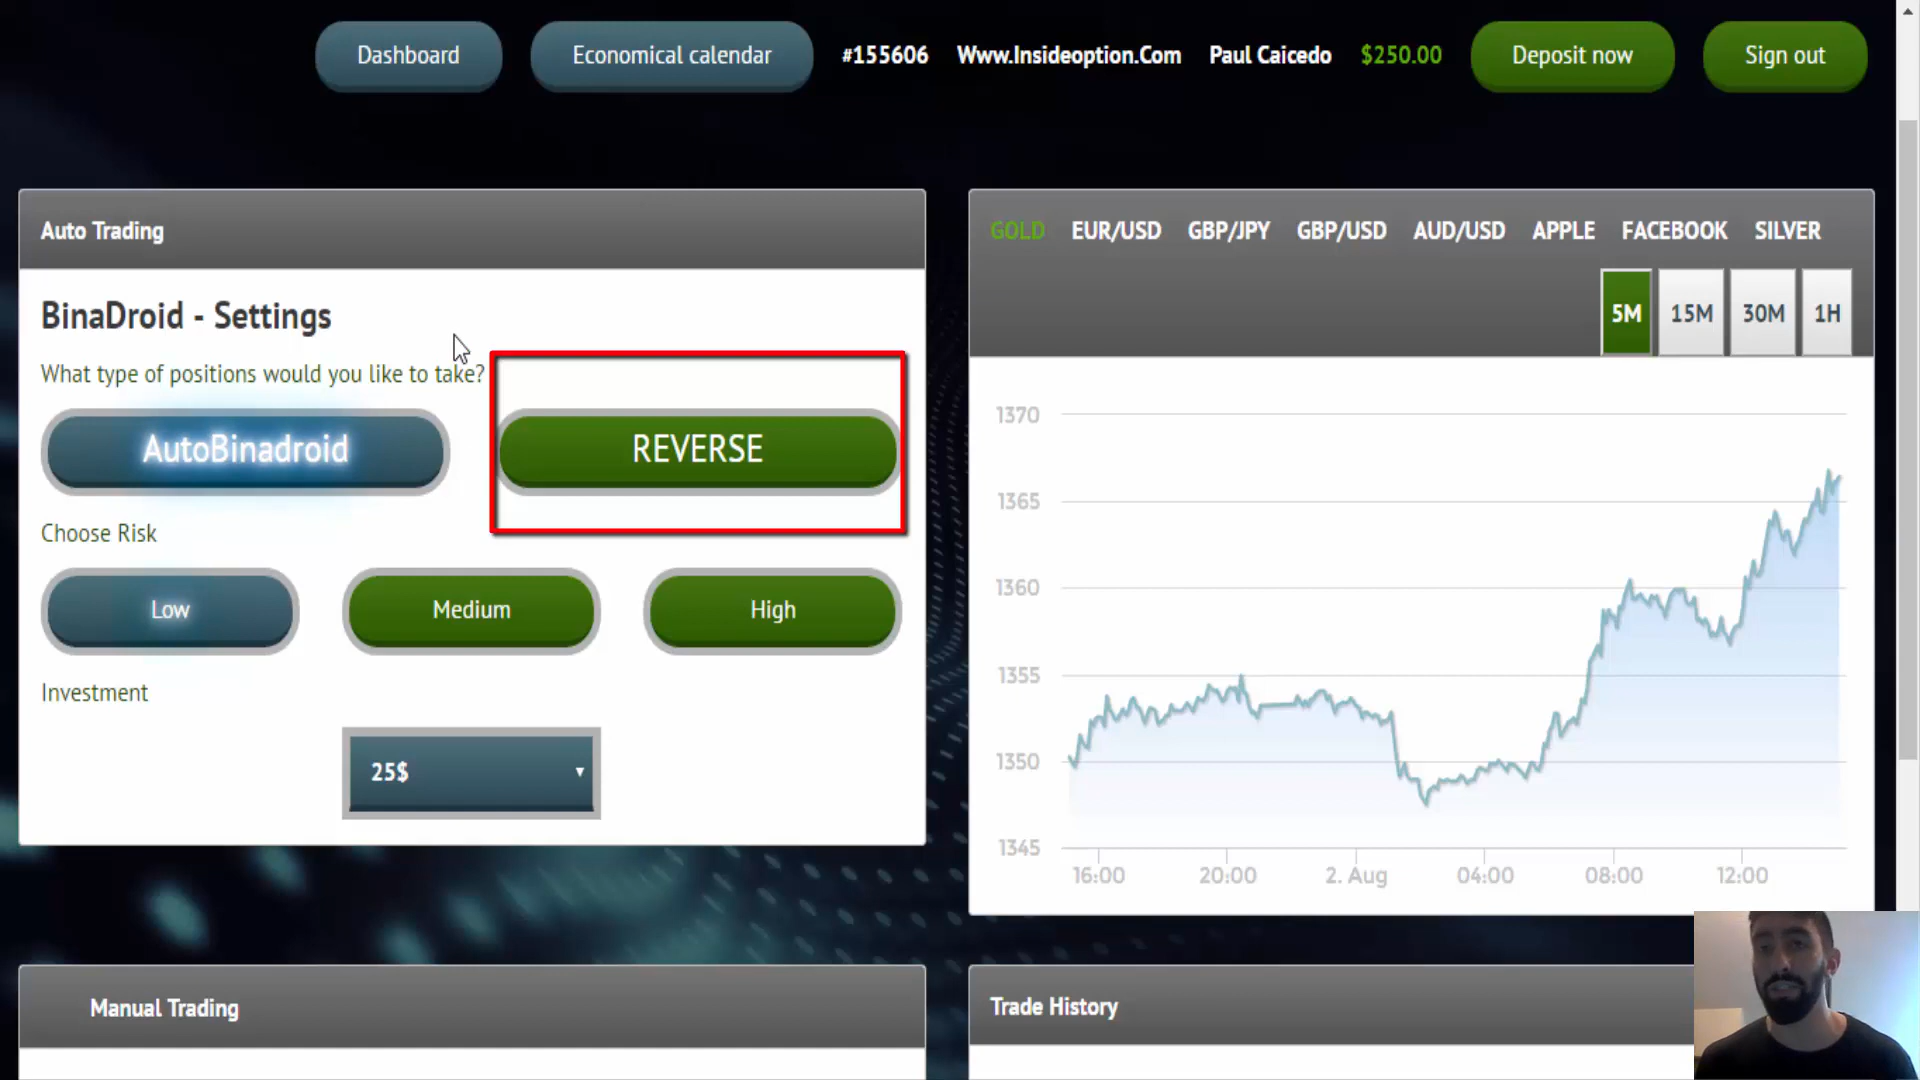 Dashboard
Economical calendar
#155606
Www.Insideoption.Com
Paul Caicedo
$250.00
Deposit now
Sign out
Auto Trading
BinaDroid - Settings
What type of positions would you like to take?
AutoBinadroid
REVERSE
Choose Risk
Low
Medium
High
Investment
25$
GOLD EUR/USD GBP/JPY GBP/USD AUD/USD APPLE FACEBOOK SILVER
5M 15M 30M 1H
1370
1365
1360
1355
1350
1345
16:00 20:00 2. Aug 04:00 08:00 12:00
Manual Trading
Trade History